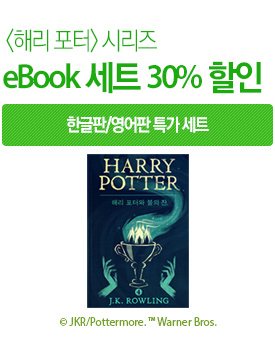 〈해리 포터〉 시리즈
eBook 세트 30% 할인
한글판/영어판 특가 세트
HARRY
POTTER
해리 포터와 불의 잔
4
J.K. ROWLING
© JKR/Pottermore. ™ Warner Bros.